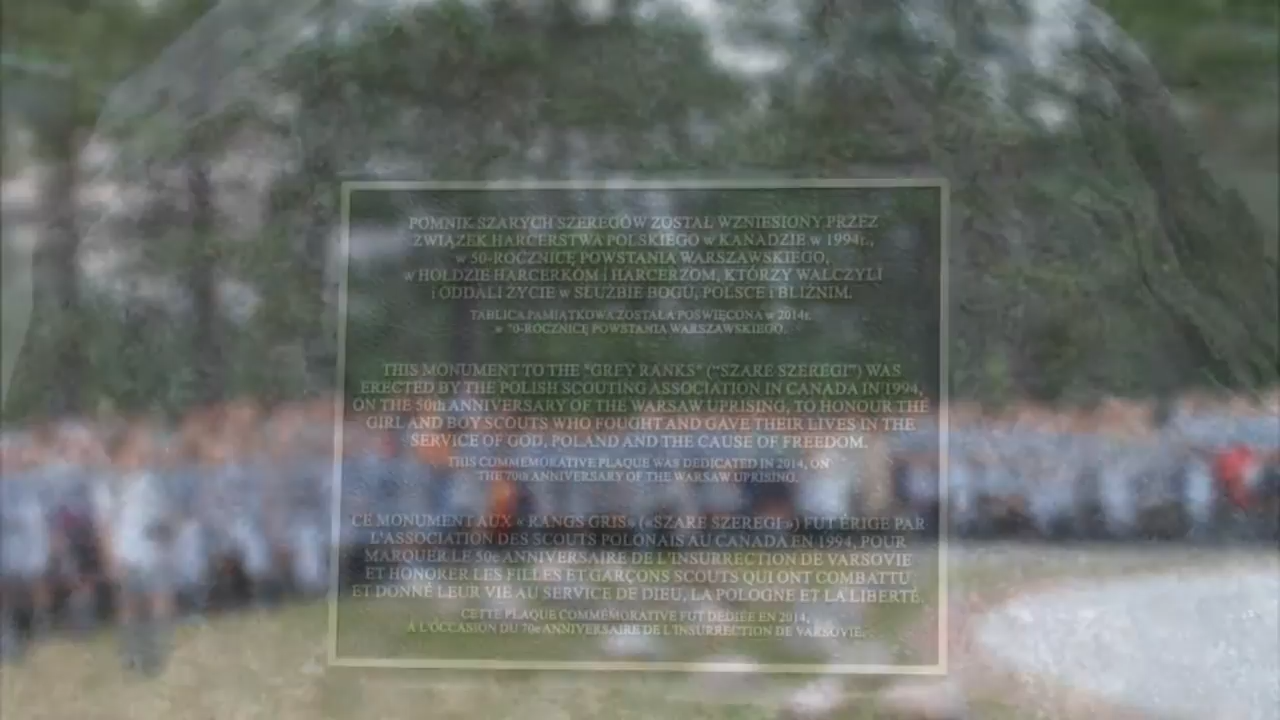 POMNIK SZARYCH SZEREGÓW ZOSTAŁ WZNIESIONY PRZEZ
ZWIĄZEK HARCERSTWA POLSKIEGO w KANADZIE w 1994r.,
w 50-ROCZNICĘ POWSTANIA WARSZAWSKIEGO,
w HOŁDZIE HARCERKOM i HARCERZOM, KTÓRZY WALCZYLI
i ODDALI ŻYCIE w SŁUŻBIE BOGU, POLSCE i BLIŹNIM.
TABLICA PAMIĄTKOWA ZOSTAŁA POŚWIĘCONA w 2014r.
w 70-ROCZNICĘ POWSTANIA WARSZAWSKIEGO.
THIS MONUMENT TO THE "GREY RANKS" ("SZARE SZEREGI") WAS
ERECTED BY THE POLISH SCOUTING ASSOCIATION IN CANADA IN 1994,
ON THE 50th ANNIVERSARY OF THE WARSAW UPRISING, TO HONOUR THE
GIRL AND BOY SCOUTS WHO FOUGHT AND GAVE THEIR LIVES IN THE
SERVICE OF GOD, POLAND AND THE CAUSE OF FREEDOM.
THIS COMMEMORATIVE PLAQUE WAS DEDICATED IN 2014, ON
THE 70th ANNIVERSARY OF THE WARSAW UPRISING.
CE MONUMENT AUX « RANGS GRIS» («SZARE SZEREGI ») FUT ÉRIGÉ PAR
L'ASSOCIATION DES SCOUTS POLONAIS AU CANADA EN 1994, POUR
MARQUER LE 50e ANNIVERSAIRE DE L'INSURRECTION DE VARSOVIE
ET HONORER LES FILLES ET GARÇONS SCOUTS QUI ONT COMBATTU
ET DONNÉ LEUR VIE AU SERVICE DE DIEU, LA POLOGNE ET LA LIBERTÉ.
CETTE PLAQUE COMMÉMORATIVE FUT DÉDIÉE EN 2014,
À L'OCCASION DU 70e ANNIVERSAIRE DE L'INSURRECTION DE VARSOVIE.